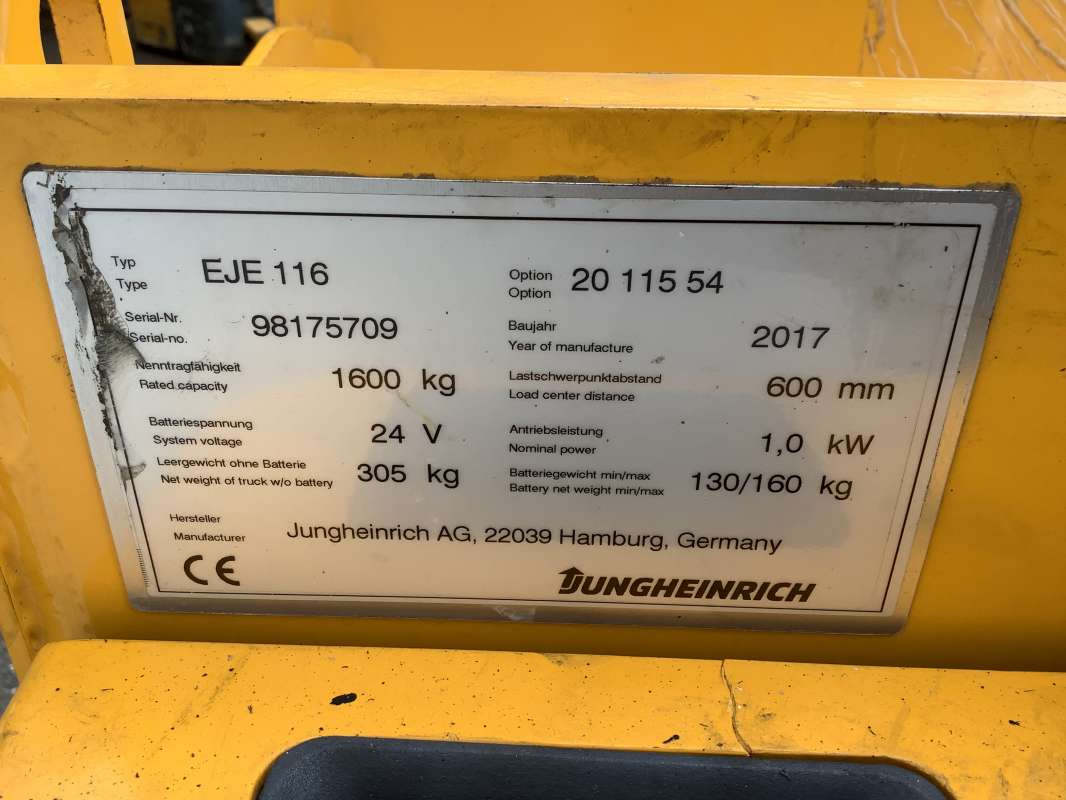 Typ
Type
EJE 116
Option
Option
20 115 54
Serial-Nr.
Serial-no.
98175709
Baujahr
Year of manufacture
2017
Nenntragfähigkeit
Rated capacity
1600 kg
Lastschwerpunktabstand
Load center distance
600 mm
Batteriespannung
System voltage
24 V
Antriebsleistung
Nominal power
1,0 kW
Leergewicht ohne Batterie
Net weight of truck w/o battery
305 kg
Batteriegewicht min/max
Battery net weight min/max
130/160 kg
Hersteller
Manufacturer
Jungheinrich AG, 22039 Hamburg, Germany
CE
JUNGHEINRICH